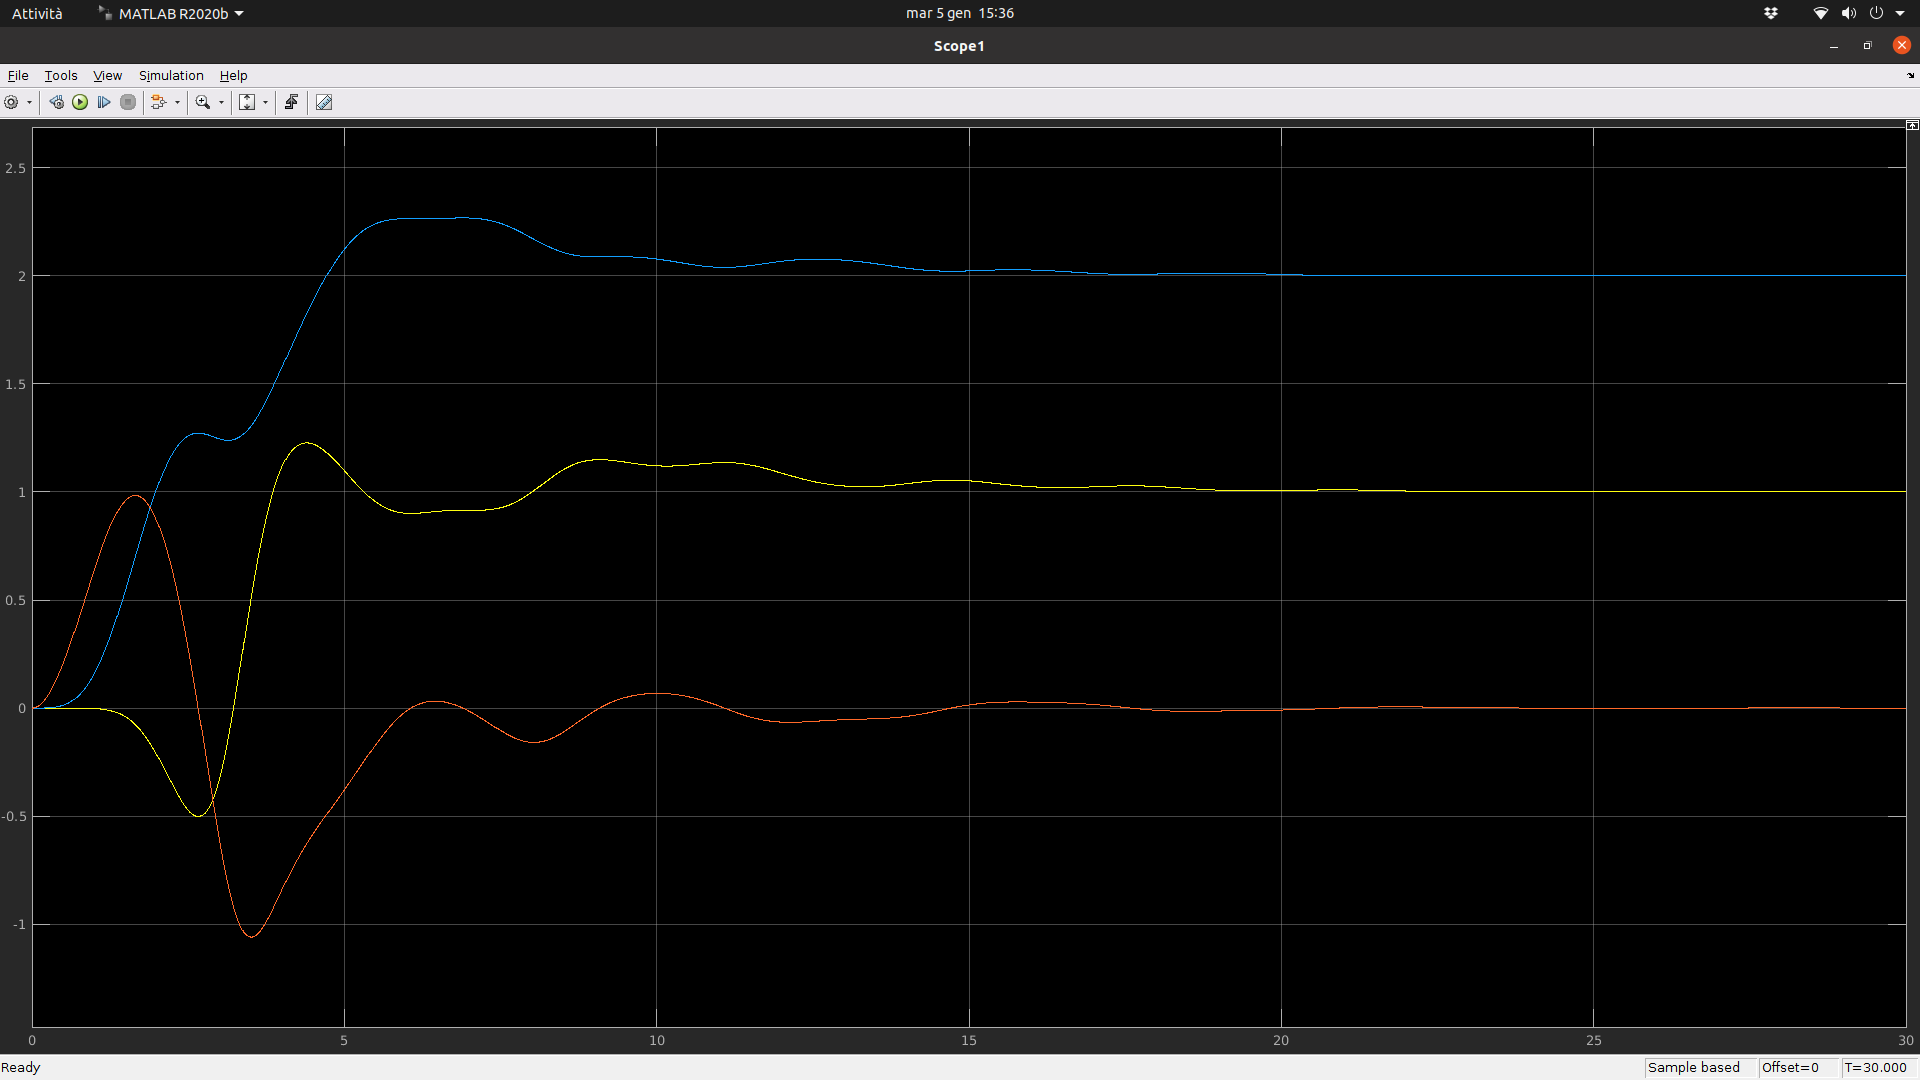 Attività MATLAB R2020b mar 5 gen 15:36
Scope1
File Tools View Simulation Help
2.5
2
1.5
1
0.5
0
-0.5
-1
0 5 10 15 20 25 30
Ready Sample based Offset=0 T=30.000